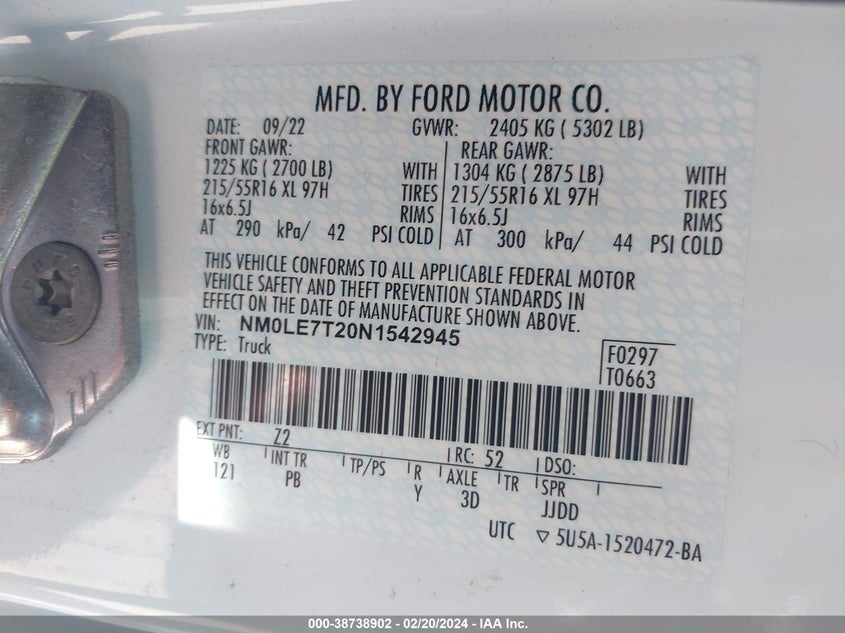 MFD. BY FORD MOTOR CO.
DATE: 09/22 GVWR: 2405 KG ( 5302 LB)
FRONT GAWR: REAR GAWR:
1225 KG ( 2700 LB) WITH 1304 KG ( 2875 LB) WITH
215/55R16 XL 97H TIRES 215/55R16 XL 97H TIRES
16x6.5J RIMS 16x6.5J RIMS
AT 290 kPa/ 42 PSI COLD AT 300 kPa/ 44 PSI COLD
THIS VEHICLE CONFORMS TO ALL APPLICABLE FEDERAL MOTOR
VEHICLE SAFETY AND THEFT PREVENTION STANDARDS IN
EFFECT ON THE DATE OF MANUFACTURE SHOWN ABOVE.
VIN: NM0LE7T20N1542945
TYPE: Truck
F0297
T0663
EXT PNT: Z2 RC: 52 DSO:
WB INT TR TP/PS R AXLE TR SPR
121 PB Y 3D JJDD
UTC ▽ 5U5A-1520472-BA
000-38738902 - 02/20/2024 - IAA Inc.